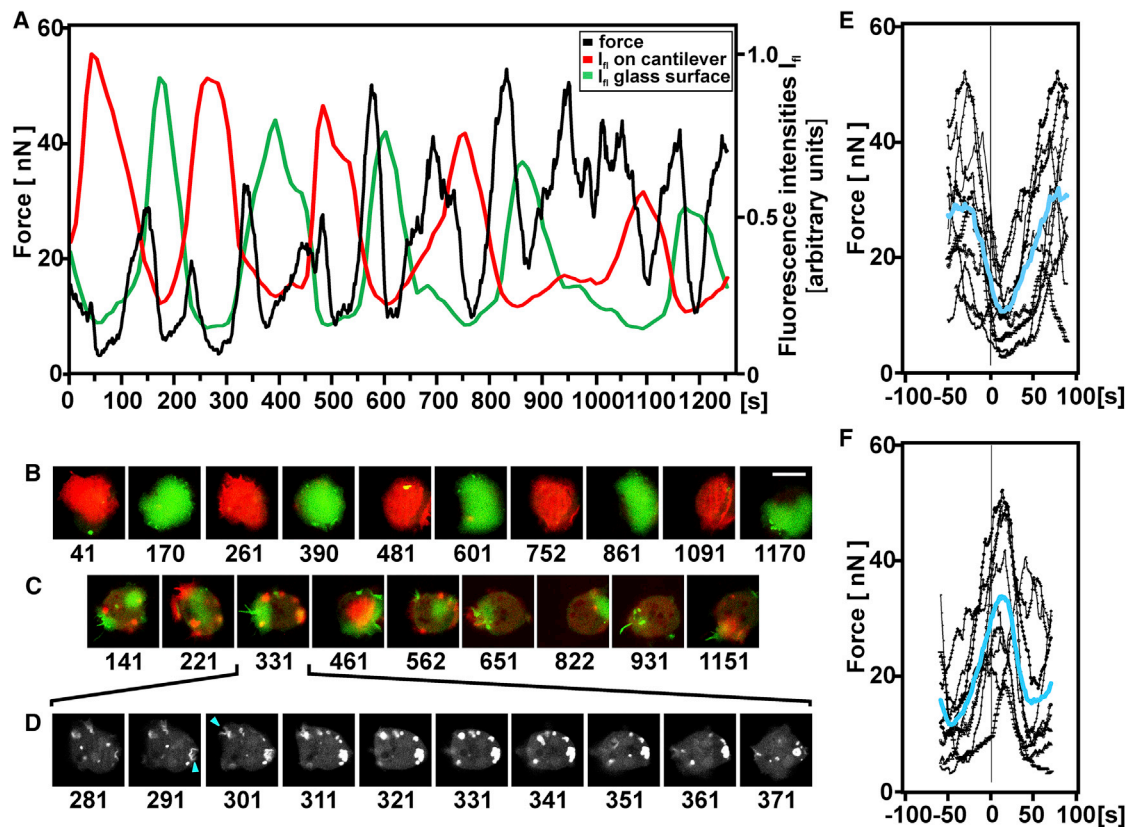 A
60
40
20
0
Force [ nN]
force
I_fl on cantilever
I_fl glass surface
1.0
0.5
0
Fluorescence intensities I_fl
[arbitrary units]
0 100 200 300 400 500 600 700 800 900 1000 1100 1200 [s]
B
41 170 261 390 481 601 752 861 1091 1170
C
141 221 331 461 562 651 822 931 1151
D
281 291 301 311 321 331 341 351 361 371
E
60
40
20
0
Force [ nN]
-100 -50 0 50 100 [s]
F
60
40
20
0
Force [ nN]
-100 -50 0 50 100 [s]